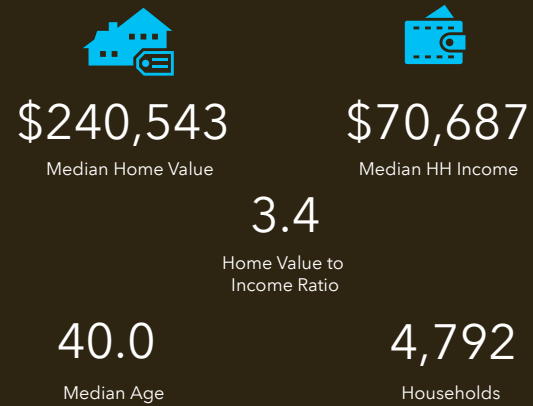 $240,543
Median Home Value
$70,687
Median HH Income
3.4
Home Value to
Income Ratio
40.0
Median Age
4,792
Households